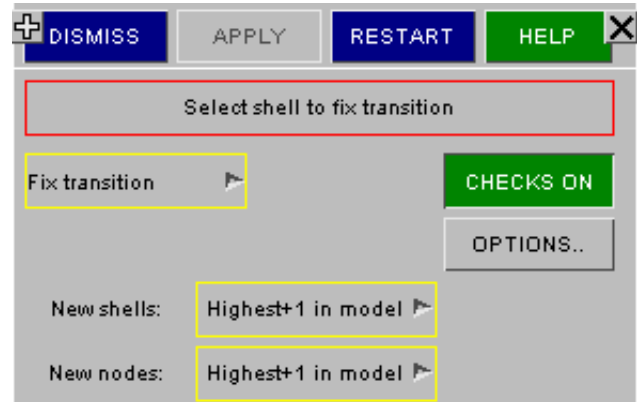 DISMISS APPLY RESTART HELP
Select shell to fix transition
Fix transition CHECKS ON
OPTIONS..
New shells: Highest+1 in model
New nodes: Highest+1 in model